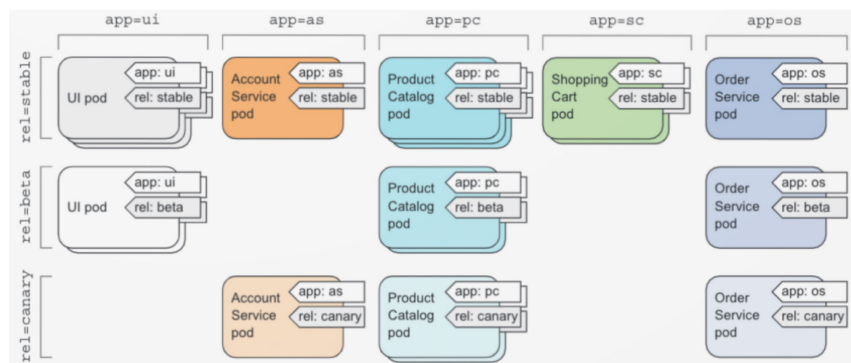 app=ui
app=as
app=pc
app=sc
app=os
rel=stable
UI pod
app: ui
rel: stable
Account
Service
pod
app: as
rel: stable
Product
Catalog
pod
app: pc
rel: stable
Shopping
Cart
pod
app: sc
rel: stable
Order
Service
pod
app: os
rel: stable
rel=beta
UI pod
app: ui
rel: beta
Product
Catalog
pod
app: pc
rel: beta
Order
Service
pod
app: os
rel: beta
rel=canary
Account
Service
pod
app: as
rel: canary
Product
Catalog
pod
app: pc
rel: canary
Order
Service
pod
app: os
rel: canary